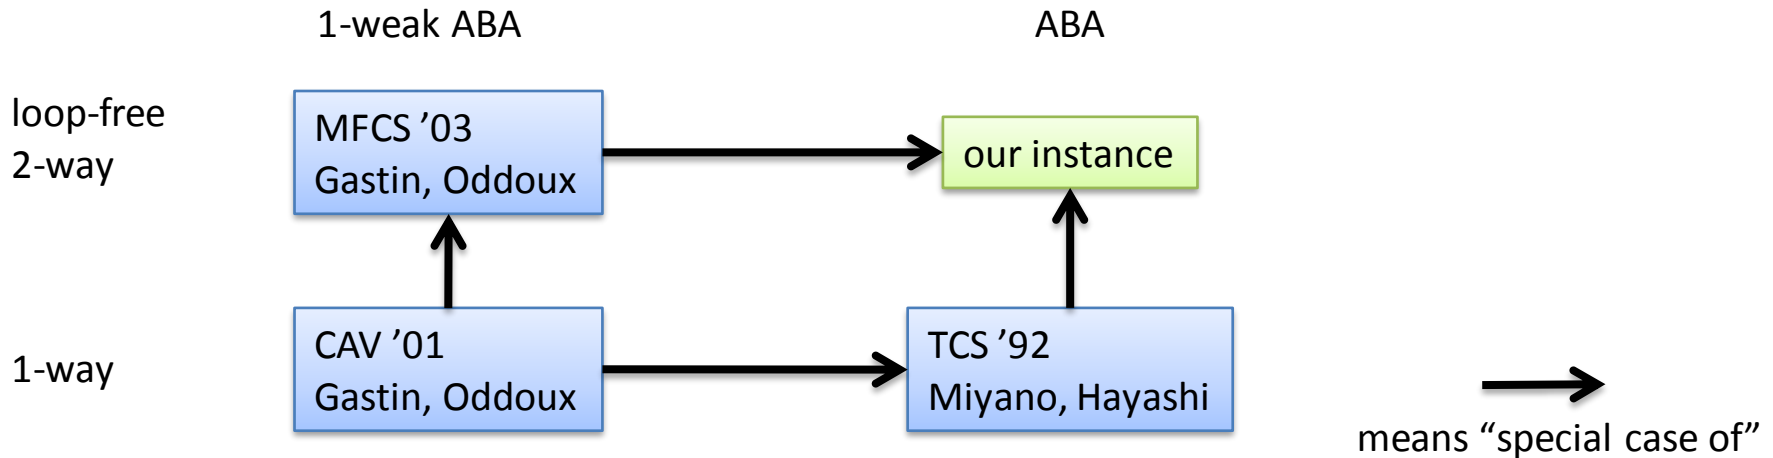 1-weak ABA
ABA
loop-free
2-way
MFCS ’03
Gastin, Oddoux
our instance
1-way
CAV ’01
Gastin, Oddoux
TCS ’92
Miyano, Hayashi
means “special case of”